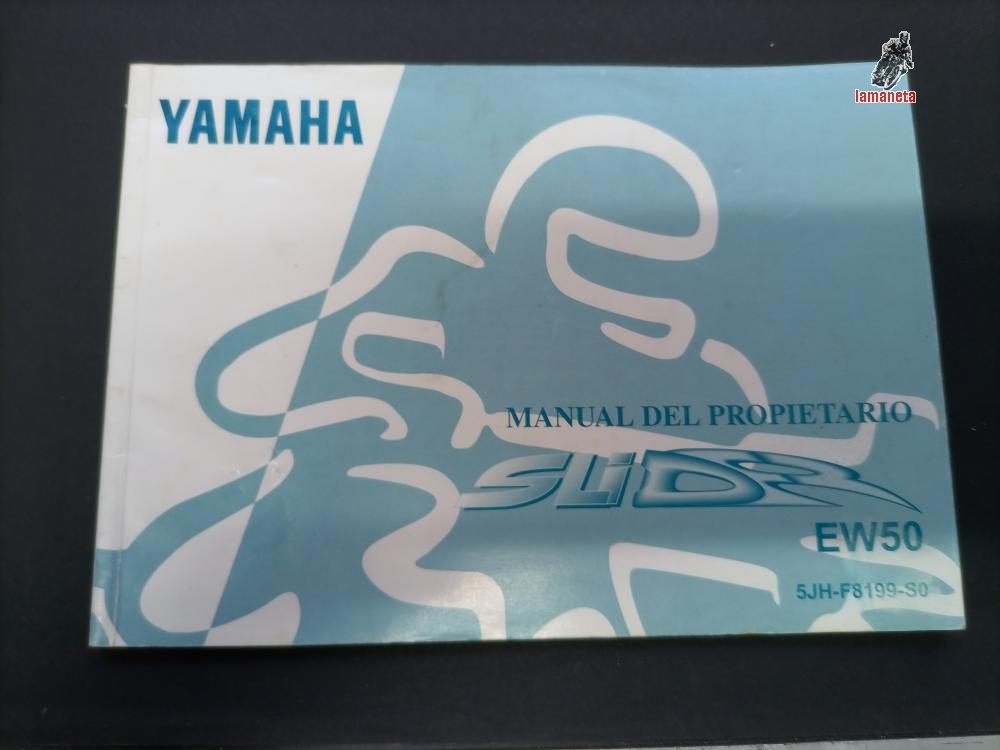 YAMAHA
lamaneta
MANUAL DEL PROPIETARIO
SLiDER
EW50
5JH-F8199-S0